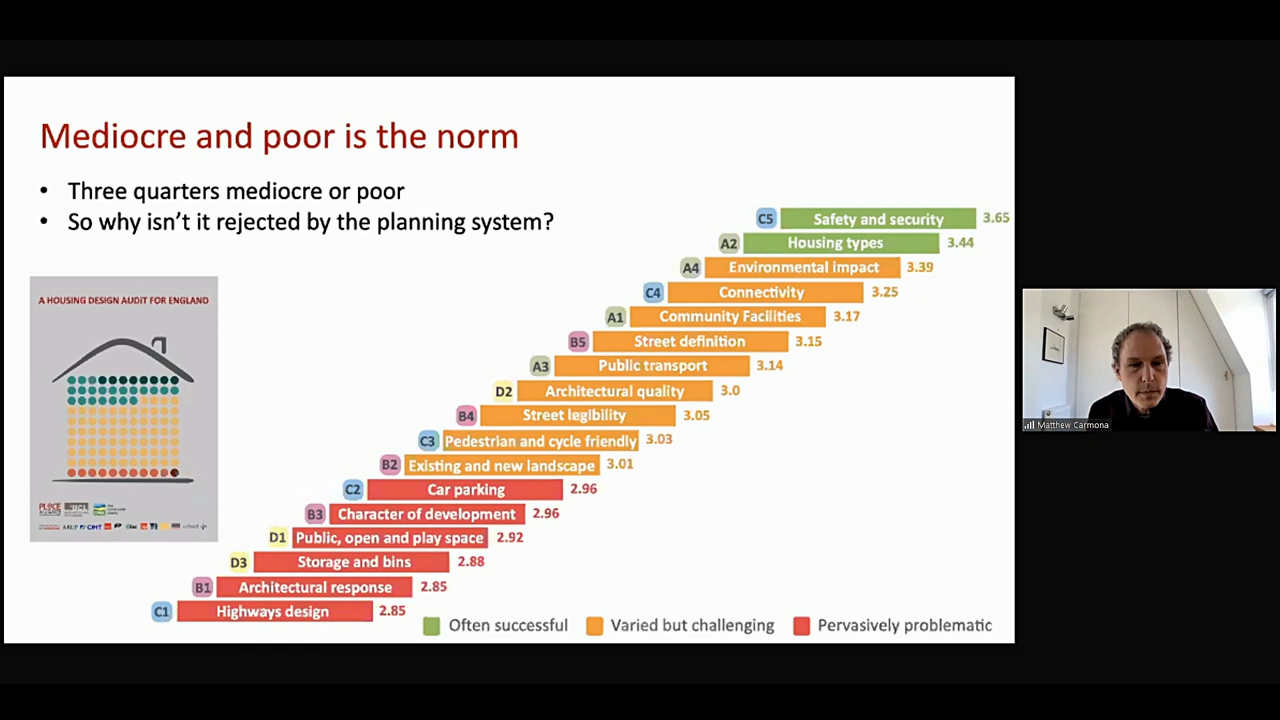 Mediocre and poor is the norm
• Three quarters mediocre or poor
• So why isn't it rejected by the planning system?
A HOUSING DESIGN AUDIT FOR ENGLAND
PLACE
ARUP
C5 Safety and security 3.65
A2 Housing types 3.44
A4 Environmental impact 3.39
C4 Connectivity 3.25
A1 Community Facilities 3.17
B5 Street definition 3.15
A3 Public transport 3.14
D2 Architectural quality 3.0
B4 Street legibility 3.05
C3 Pedestrian and cycle friendly 3.03
B2 Existing and new landscape 3.01
C2 Car parking 2.96
B3 Character of development 2.96
D1 Public, open and play space 2.92
D3 Storage and bins 2.88
B1 Architectural response 2.85
C1 Highways design 2.85
Often successful Varied but challenging Pervasively problematic
Matthew Carmona